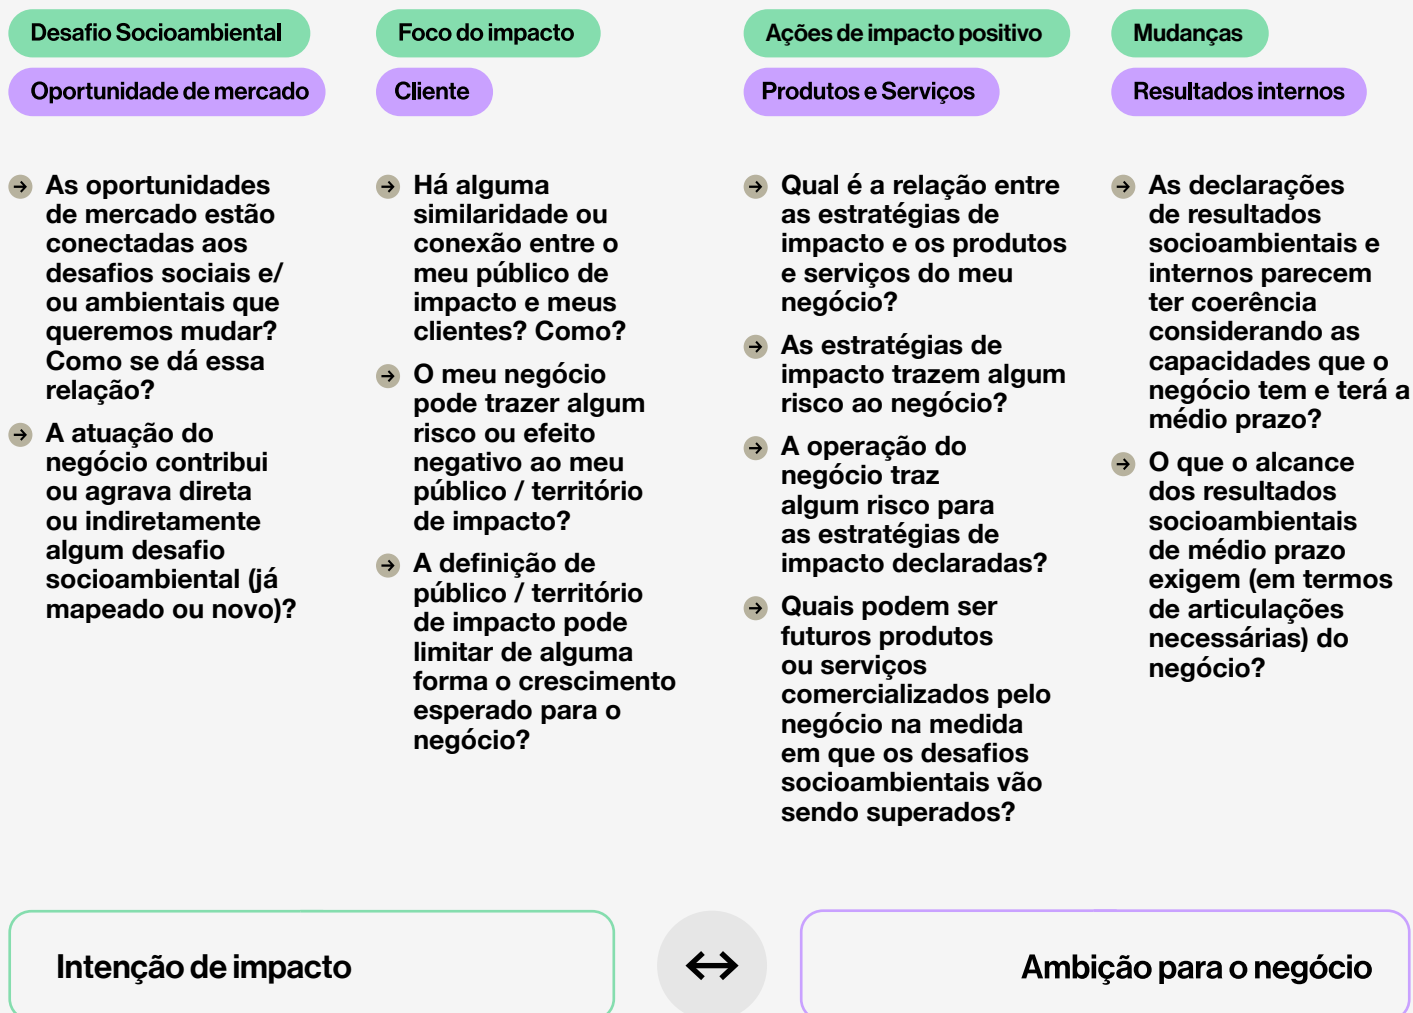 Desafio Socioambiental
Oportunidade de mercado
As oportunidades
de mercado estão
conectadas aos
desafios sociais e/
ou ambientais que
queremos mudar?
Como se dá essa
relação?
A atuação do
negócio contribui
ou agrava direta
ou indiretamente
algum desafio
socioambiental (já
mapeado ou novo)?
Foco do impacto
Cliente
Há alguma
similaridade ou
conexão entre o
meu público de
impacto e meus
clientes? Como?
O meu negócio
pode trazer algum
risco ou efeito
negativo ao meu
público / território
de impacto?
A definição de
público / território
de impacto pode
limitar de alguma
forma o crescimento
esperado para o
negócio?
Ações de impacto positivo
Produtos e Serviços
Qual é a relação entre
as estratégias de
impacto e os produtos
e serviços do meu
negócio?
As estratégias de
impacto trazem algum
risco ao negócio?
A operação do
negócio traz
algum risco para
as estratégias de
impacto declaradas?
Quais podem ser
futuros produtos
ou serviços
comercializados pelo
negócio na medida
em que os desafios
socioambientais vão
sendo superados?
Mudanças
Resultados internos
As declarações
de resultados
socioambientais e
internos parecem
ter coerência
considerando as
capacidades que o
negócio tem e terá a
médio prazo?
O que o alcance
dos resultados
socioambientais
de médio prazo
exigem (em termos
de articulações
necessárias) do
negócio?
Intenção de impacto
Ambição para o negócio